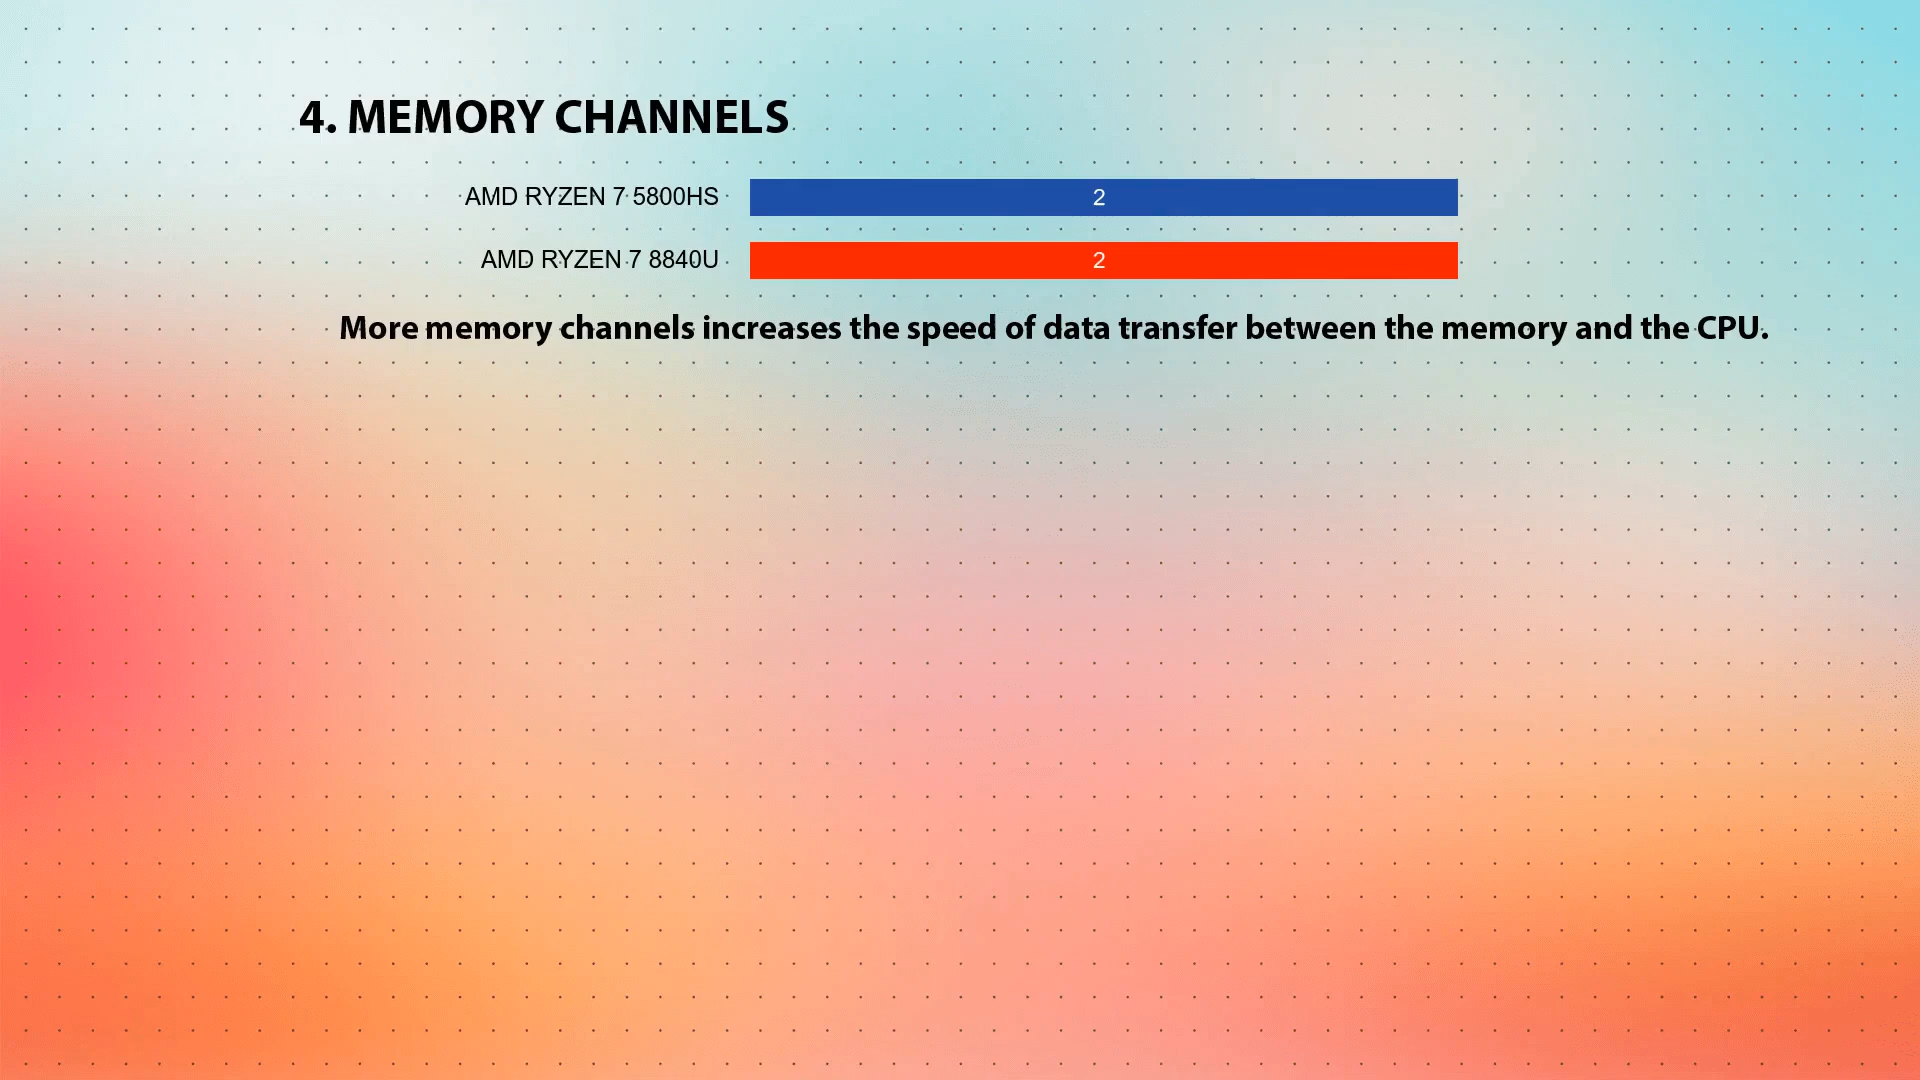 4. MEMORY CHANNELS
AMD RYZEN 7 5800HS 2
AMD RYZEN 7 8840U 2
More memory channels increases the speed of data transfer between the memory and the CPU.